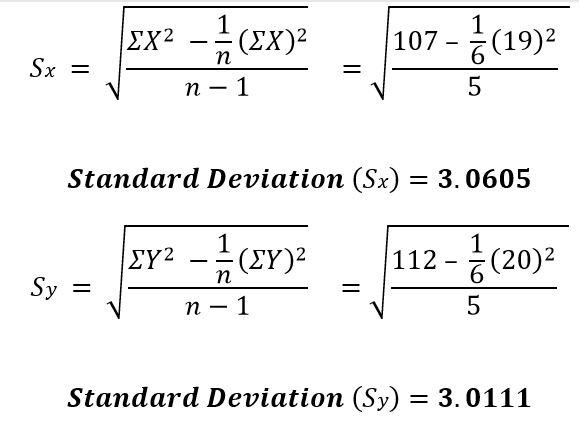 Sx = √((ΣX² − 1/n (ΣX)²) / (n − 1)) = √((107 – 1/6 (19)²) / 5)
Standard Deviation (Sx) = 3.0605
Sy = √((ΣY² − 1/n (ΣY)²) / (n − 1)) = √((112 – 1/6 (20)²) / 5)
Standard Deviation (Sy) = 3.0111